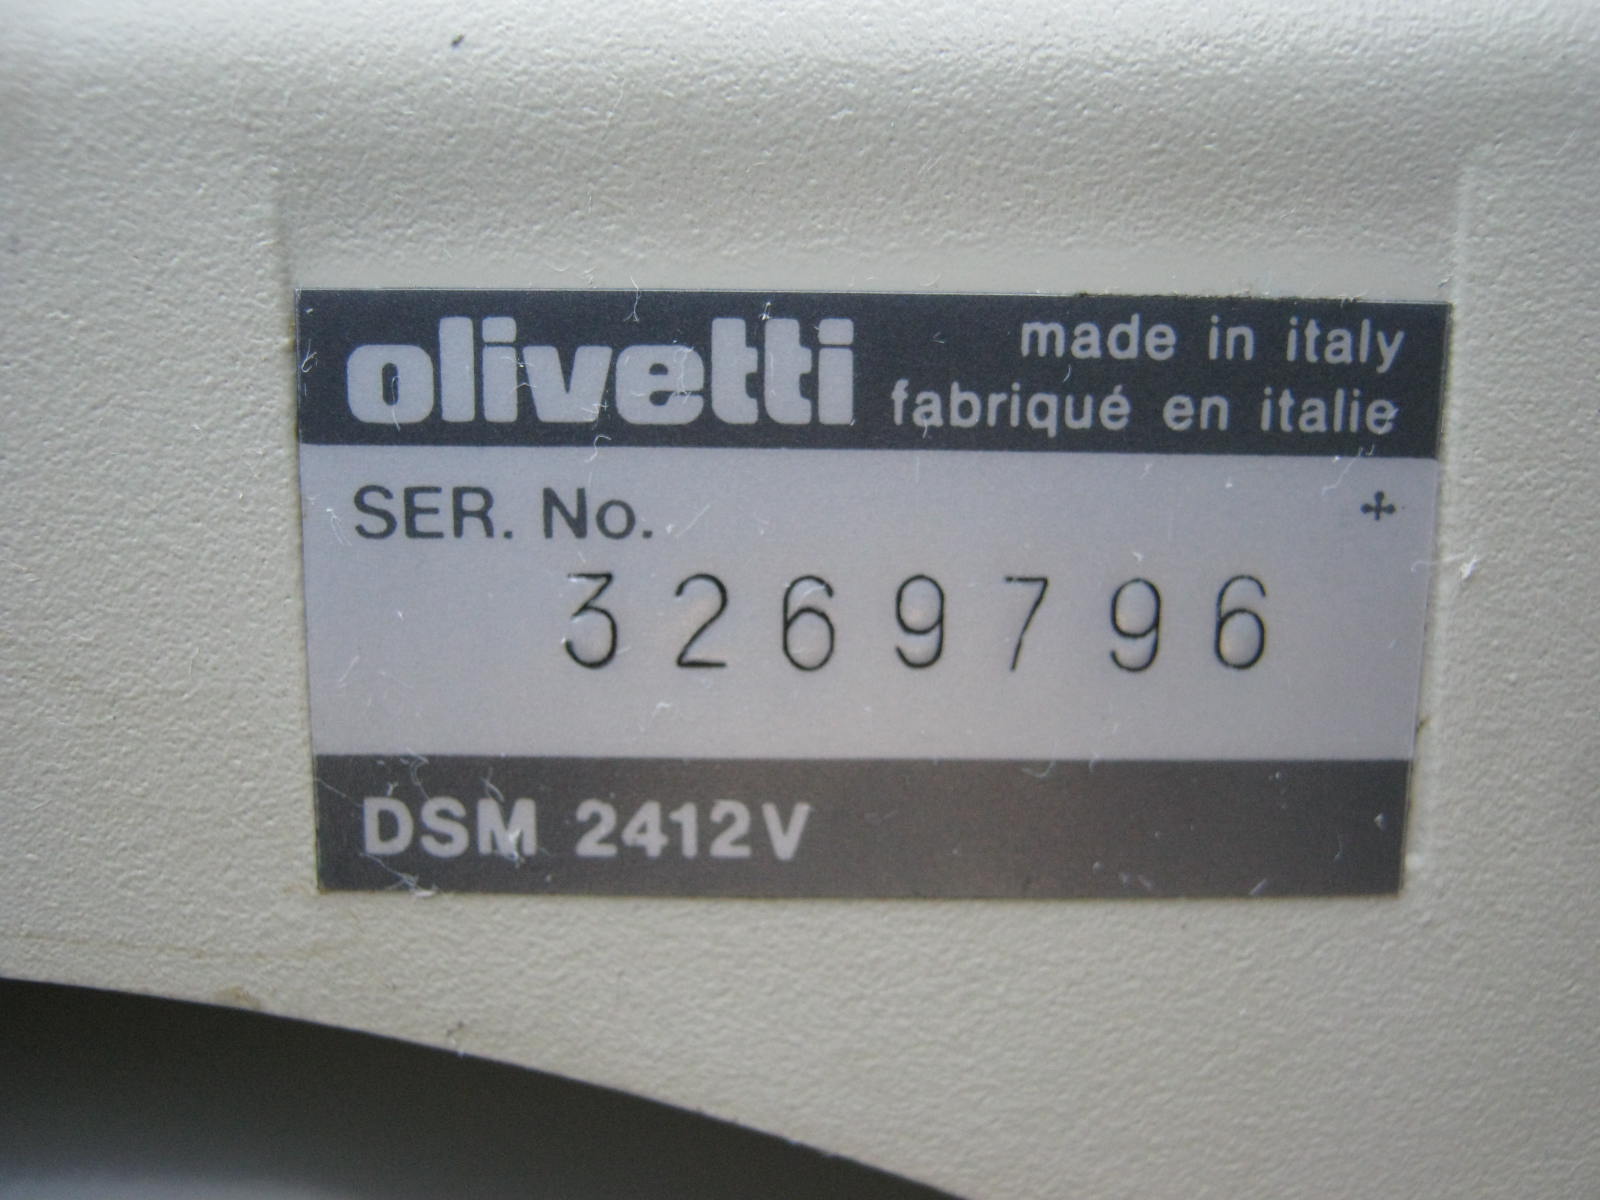 olivetti made in italy
fabriqué en italie
SER. No.
3269796
DSM 2412V